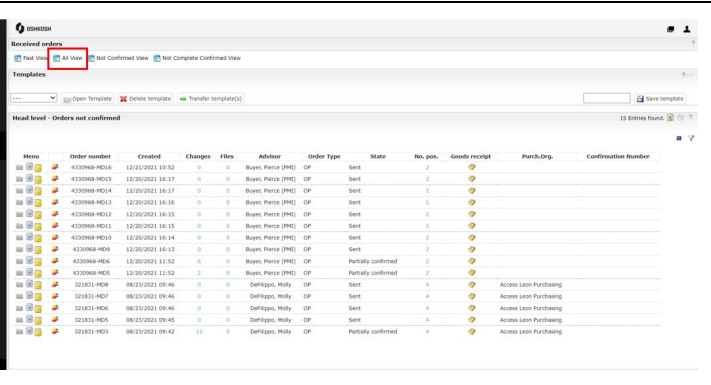 OSHKOSH
Received orders ?
Fast View All View Not Confirmed View Not Complete Confirmed View
Templates ?
--- Open Template Delete template Transfer template(s) Save template
Head level - Orders not confirmed 15 Entries found. ?
Menu Order number Created Changes Files Advisor Order Type State No. pos. Goods receipt Purch.Org. Confirmation Number
4330968-MD16 12/21/2021 10:52 0 0 Buyer, Pierce (PMI) OP Sent 2
4330968-MD15 12/20/2021 16:17 0 0 Buyer, Pierce (PMI) OP Sent 2
4330968-MD14 12/20/2021 16:17 0 0 Buyer, Pierce (PMI) OP Sent 2
4330968-MD13 12/20/2021 16:16 0 0 Buyer, Pierce (PMI) OP Sent 2
4330968-MD12 12/20/2021 16:15 0 0 Buyer, Pierce (PMI) OP Sent 2
4330968-MD11 12/20/2021 16:15 0 0 Buyer, Pierce (PMI) OP Sent 2
4330968-MD10 12/20/2021 16:14 0 0 Buyer, Pierce (PMI) OP Sent 2
4330968-MD9 12/20/2021 16:13 0 0 Buyer, Pierce (PMI) OP Sent 2
4330968-MD6 12/20/2021 11:52 6 0 Buyer, Pierce (PMI) OP Partially confirmed 2
4330968-MD5 12/20/2021 11:52 2 0 Buyer, Pierce (PMI) OP Partially confirmed 2
321831-MD8 08/23/2021 09:46 0 0 DeFilippo, Molly OP Sent 4 Access Leon Purchasing
321831-MD7 08/23/2021 09:46 0 0 DeFilippo, Molly OP Sent 4 Access Leon Purchasing
321831-MD6 08/23/2021 09:46 0 0 DeFilippo, Molly OP Sent 4 Access Leon Purchasing
321831-MD5 08/23/2021 09:45 0 0 DeFilippo, Molly OP Sent 4 Access Leon Purchasing
321831-MD3 08/23/2021 09:42 12 0 DeFilippo, Molly OP Partially confirmed 4 Access Leon Purchasing